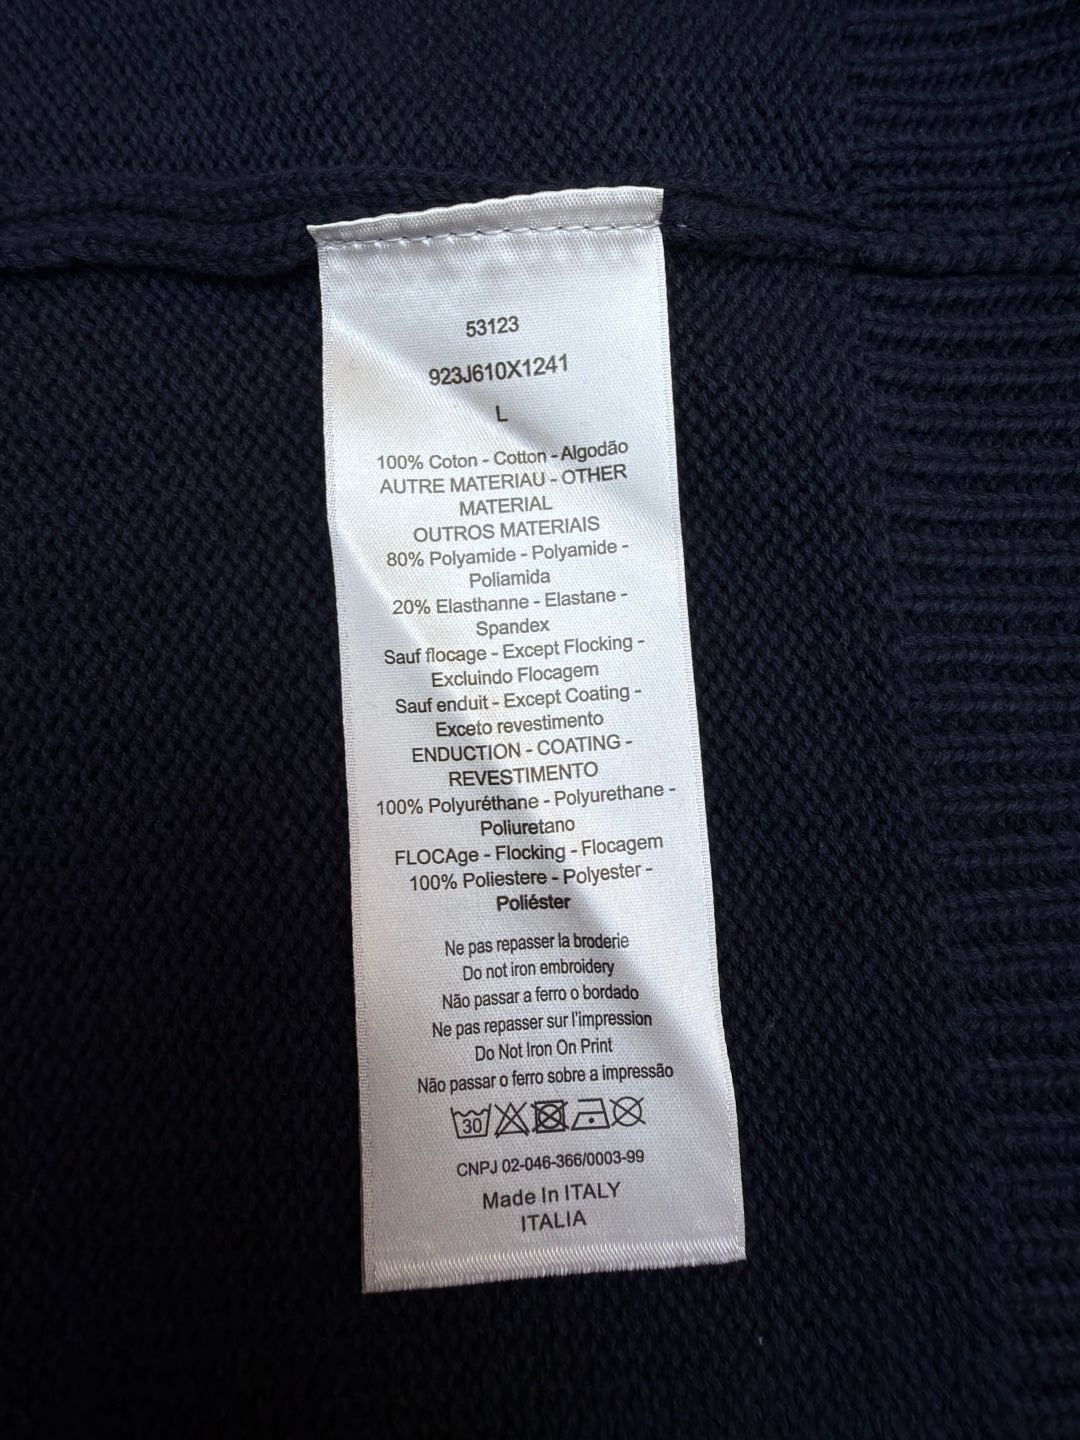 53123
923J610X1241
L
100% Coton - Cotton - Algodão
AUTRE MATERIAU - OTHER
MATERIAL
OUTROS MATERIAIS
80% Polyamide - Polyamide -
Poliamida
20% Elasthanne - Elastane -
Spandex
Sauf flocage - Except Flocking -
Excluindo Flocagem
Sauf enduit - Except Coating -
Exceto revestimento
ENDUCTION - COATING -
REVESTIMENTO
100% Polyuréthane - Polyurethane -
Poliuretano
FLOCAge - Flocking - Flocagem
100% Poliestere - Polyester -
Poliéster
Ne pas repasser la broderie
Do not iron embroidery
Não passar a ferro o bordado
Ne pas repasser sur l'impression
Do Not Iron On Print
Não passar o ferro sobre a impressão
30
CNPJ 02-046-366/0003-99
Made In ITALY
ITALIA